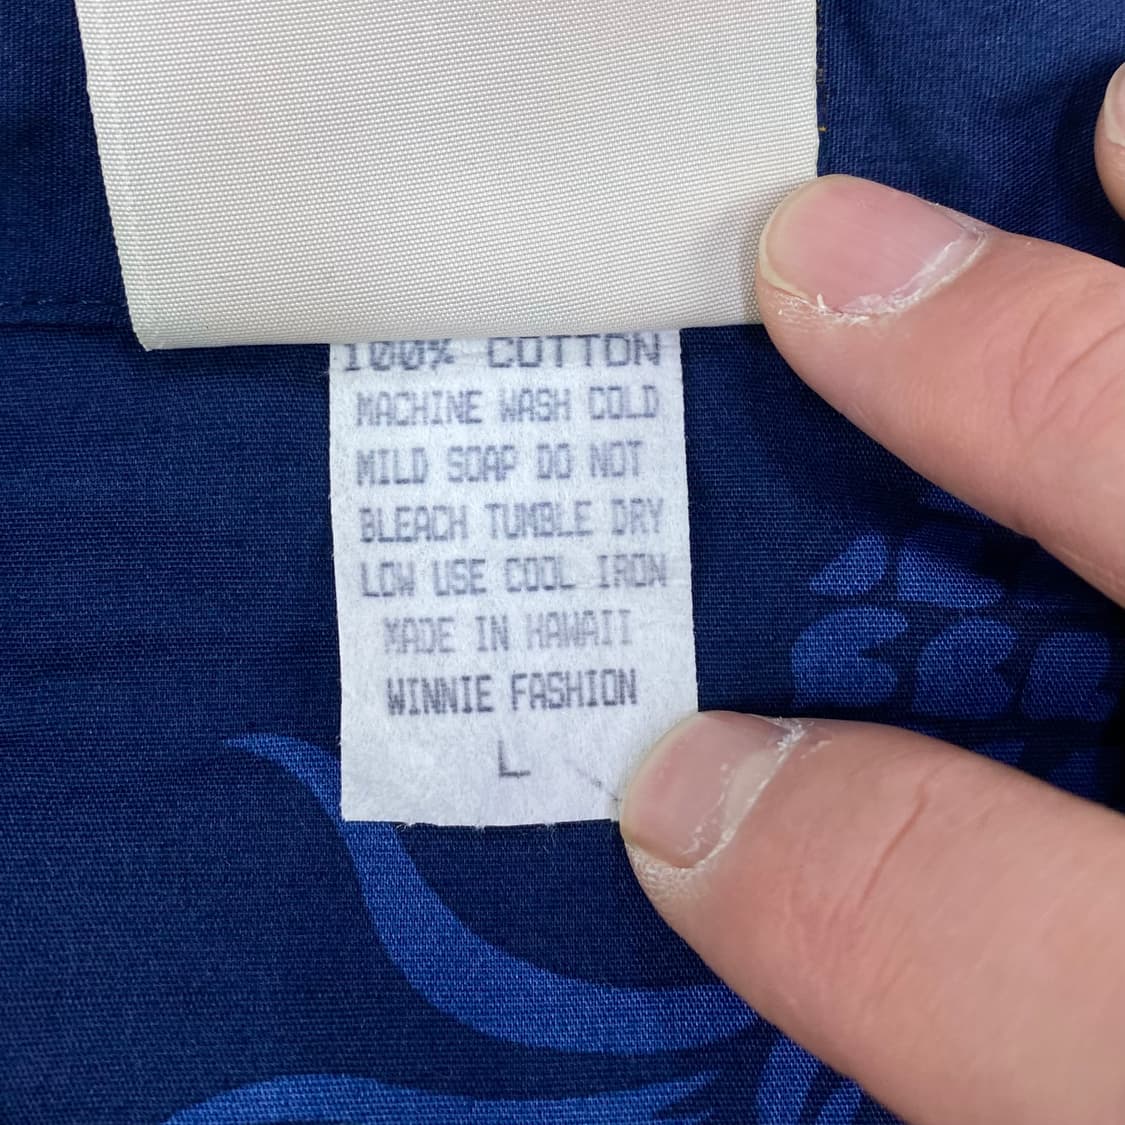 100% COTTON
MACHINE WASH COLD
MILD SOAP DO NOT
BLEACH TUMBLE DRY
LOW USE COOL IRON
MADE IN HAWAII
WINNIE FASHION
L